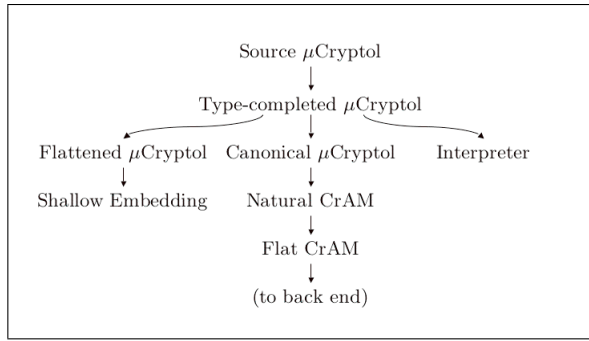 Source μCryptol
Type-completed μCryptol
Flattened μCryptol Canonical μCryptol Interpreter
Shallow Embedding Natural CrAM
Flat CrAM
(to back end)